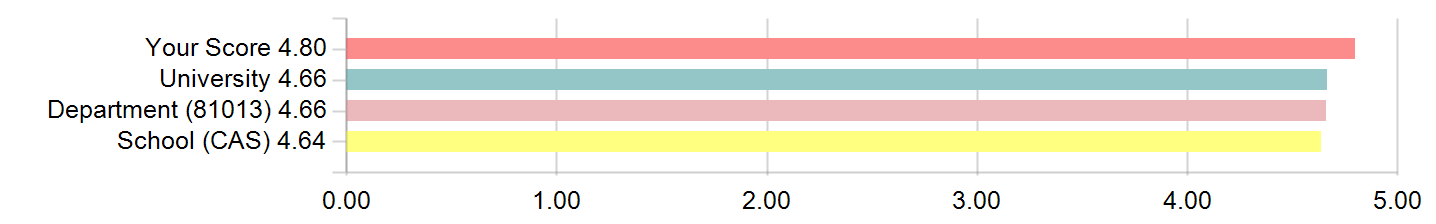 Your Score 4.80
University 4.66
Department (81013) 4.66
School (CAS) 4.64
0.00 1.00 2.00 3.00 4.00 5.00